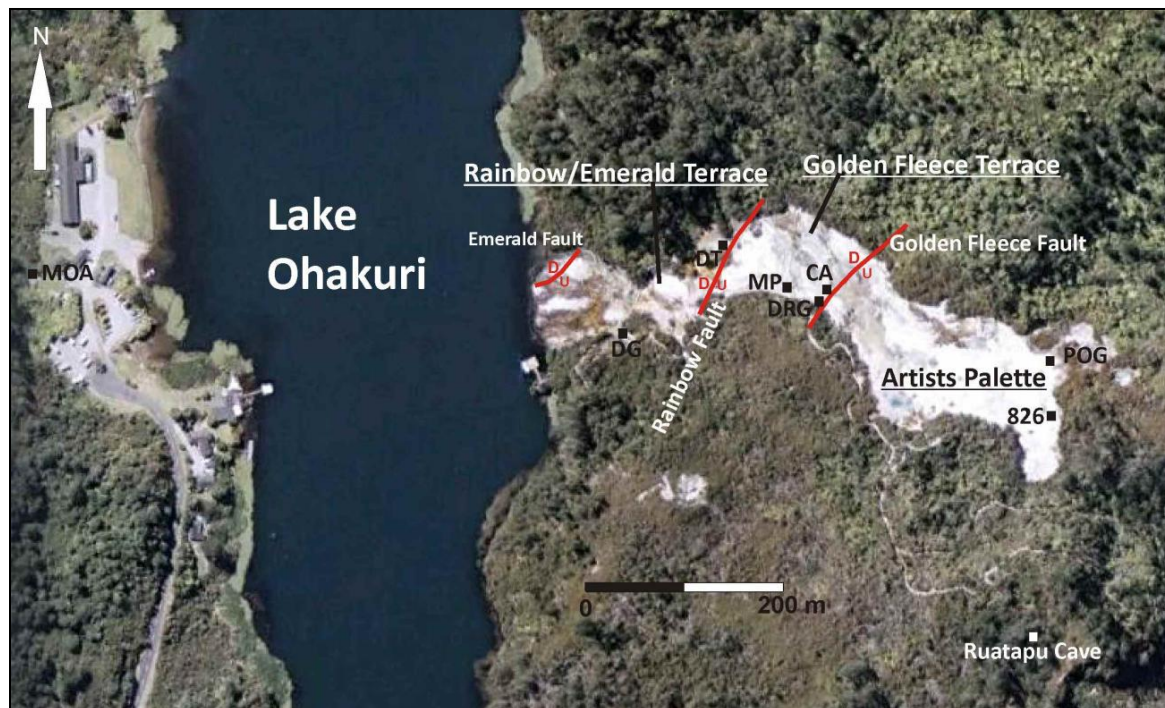 N
Rainbow/Emerald Terrace
Golden Fleece Terrace
Lake
Ohakuri
Emerald Fault
Golden Fleece Fault
D
U
DT
D
U
D
U
MOA
MP
CA
DRG
DG
Rainbow Fault
POG
Artists Palette
826
0
200 m
Ruatapu Cave